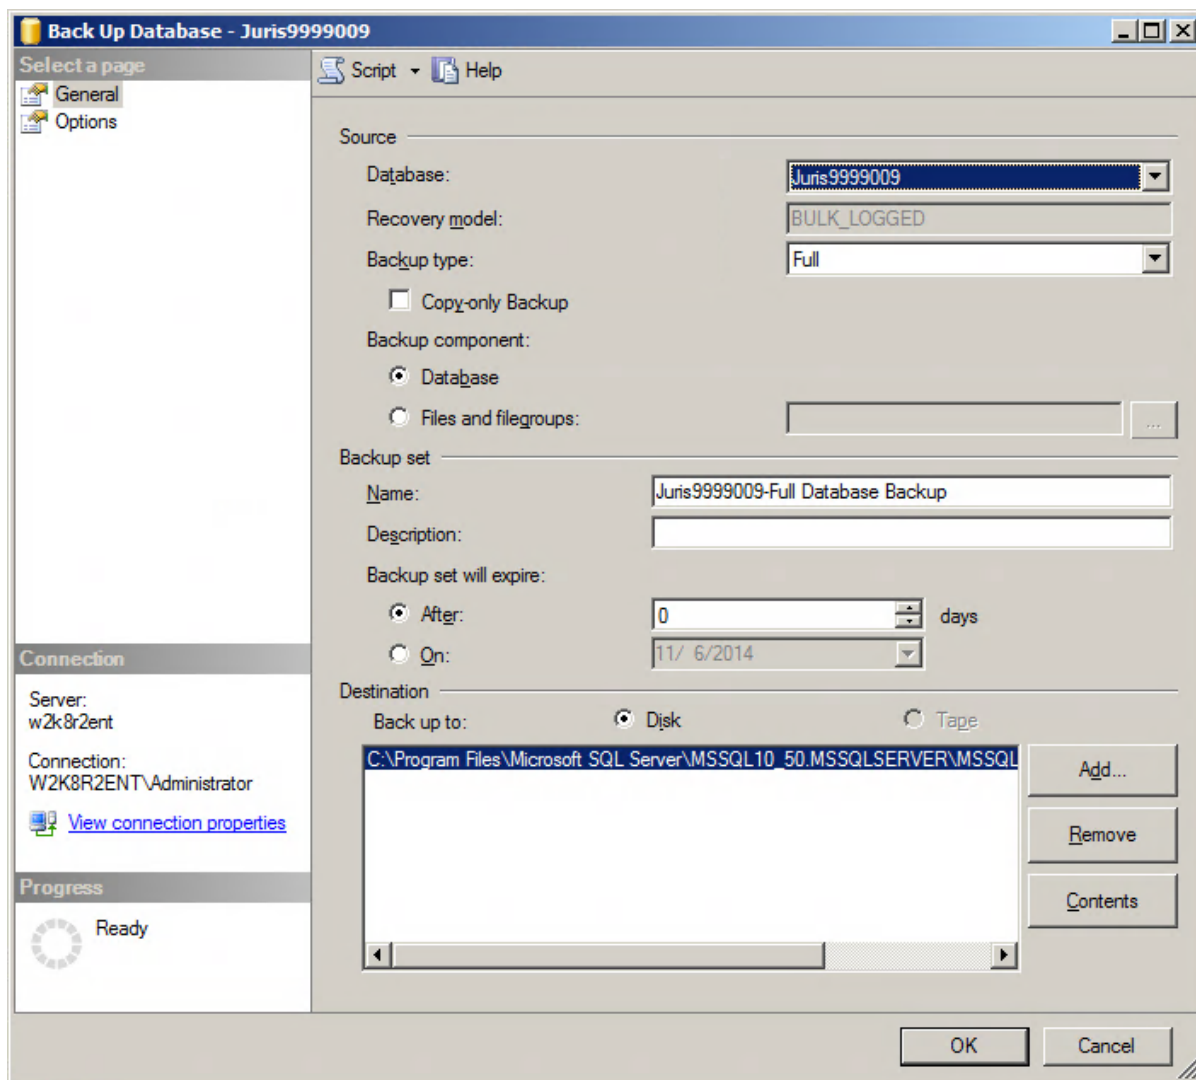 Back Up Database - Juris9999009
Select a page
General
Options
Script
Help
Source
Database:
Juris9999009
Recovery model:
BULK_LOGGED
Backup type:
Full
Copy-only Backup
Backup component:
Database
Files and filegroups:
...
Backup set
Name:
Juris9999009-Full Database Backup
Description:
Backup set will expire:
After:
0
days
On:
11/ 6/2014
Destination
Back up to:
Disk
Tape
C:\Program Files\Microsoft SQL Server\MSSQL10_50.MSSQLSERVER\MSSQL
Add...
Remove
Contents
Connection
Server:
w2k8r2ent
Connection:
W2K8R2ENT\Administrator
View connection properties
Progress
Ready
OK
Cancel